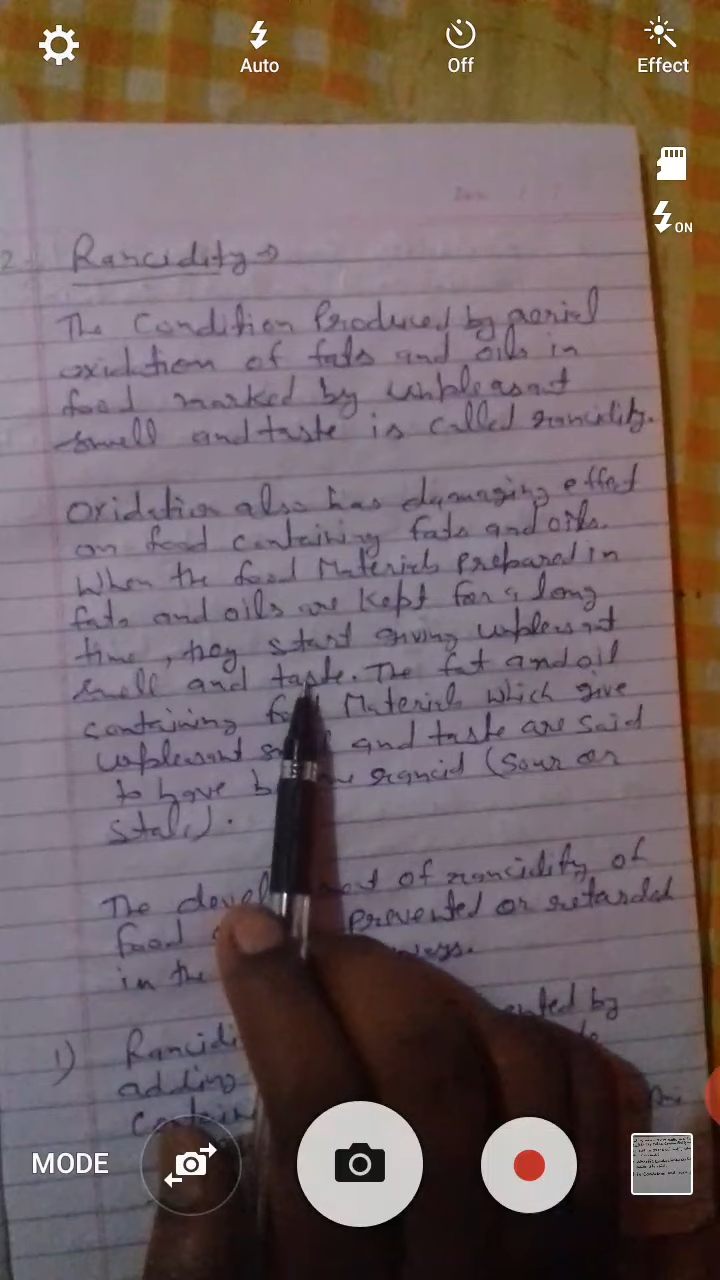 Auto
Off
Effect
ON
2
Rancidity →
The Condition Produced by aerial
oxidation of fats and oils in
food marked by unpleasant
smell and taste is called rancidity.
Oxidation also has damaging effect
on food containing fats and oils.
When the food Materials prepared in
fats and oils are kept for a long
time, they start giving unpleasant
smell and taste. The fat and oil
containing Materials which give
unpleasant and taste are said
to have rancid (Sour or
stale).
The of rancidity of
food prevented or retarded
in the ways.
1) by
adding
MODE